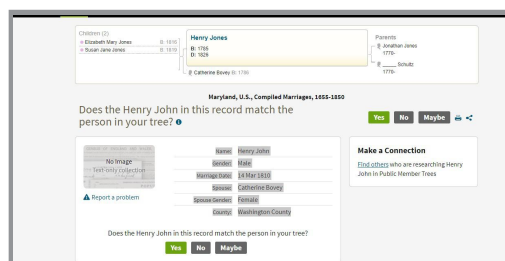 Children (2)
Elizabeth Mary Jones B: 1816
Susan Jane Jones B: 1819
Henry Jones
B: 1785
D: 1826
Catherine Bovey B: 1786
Parents
Jonathan Jones
1770-
_____ Schultz
1776-
Maryland, U.S., Compiled Marriages, 1655-1850
Does the Henry John in this record match the
person in your tree?
Yes No Maybe
No Image
Text-only collection
Report a problem
Name: Henry John
Gender: Male
Marriage Date: 14 Mar 1810
Spouse: Catherine Bovey
Spouse Gender: Female
County: Washington County
Make a Connection
Find others who are researching Henry
John in Public Member Trees
Does the Henry John in this record match the person in your tree?
Yes No Maybe